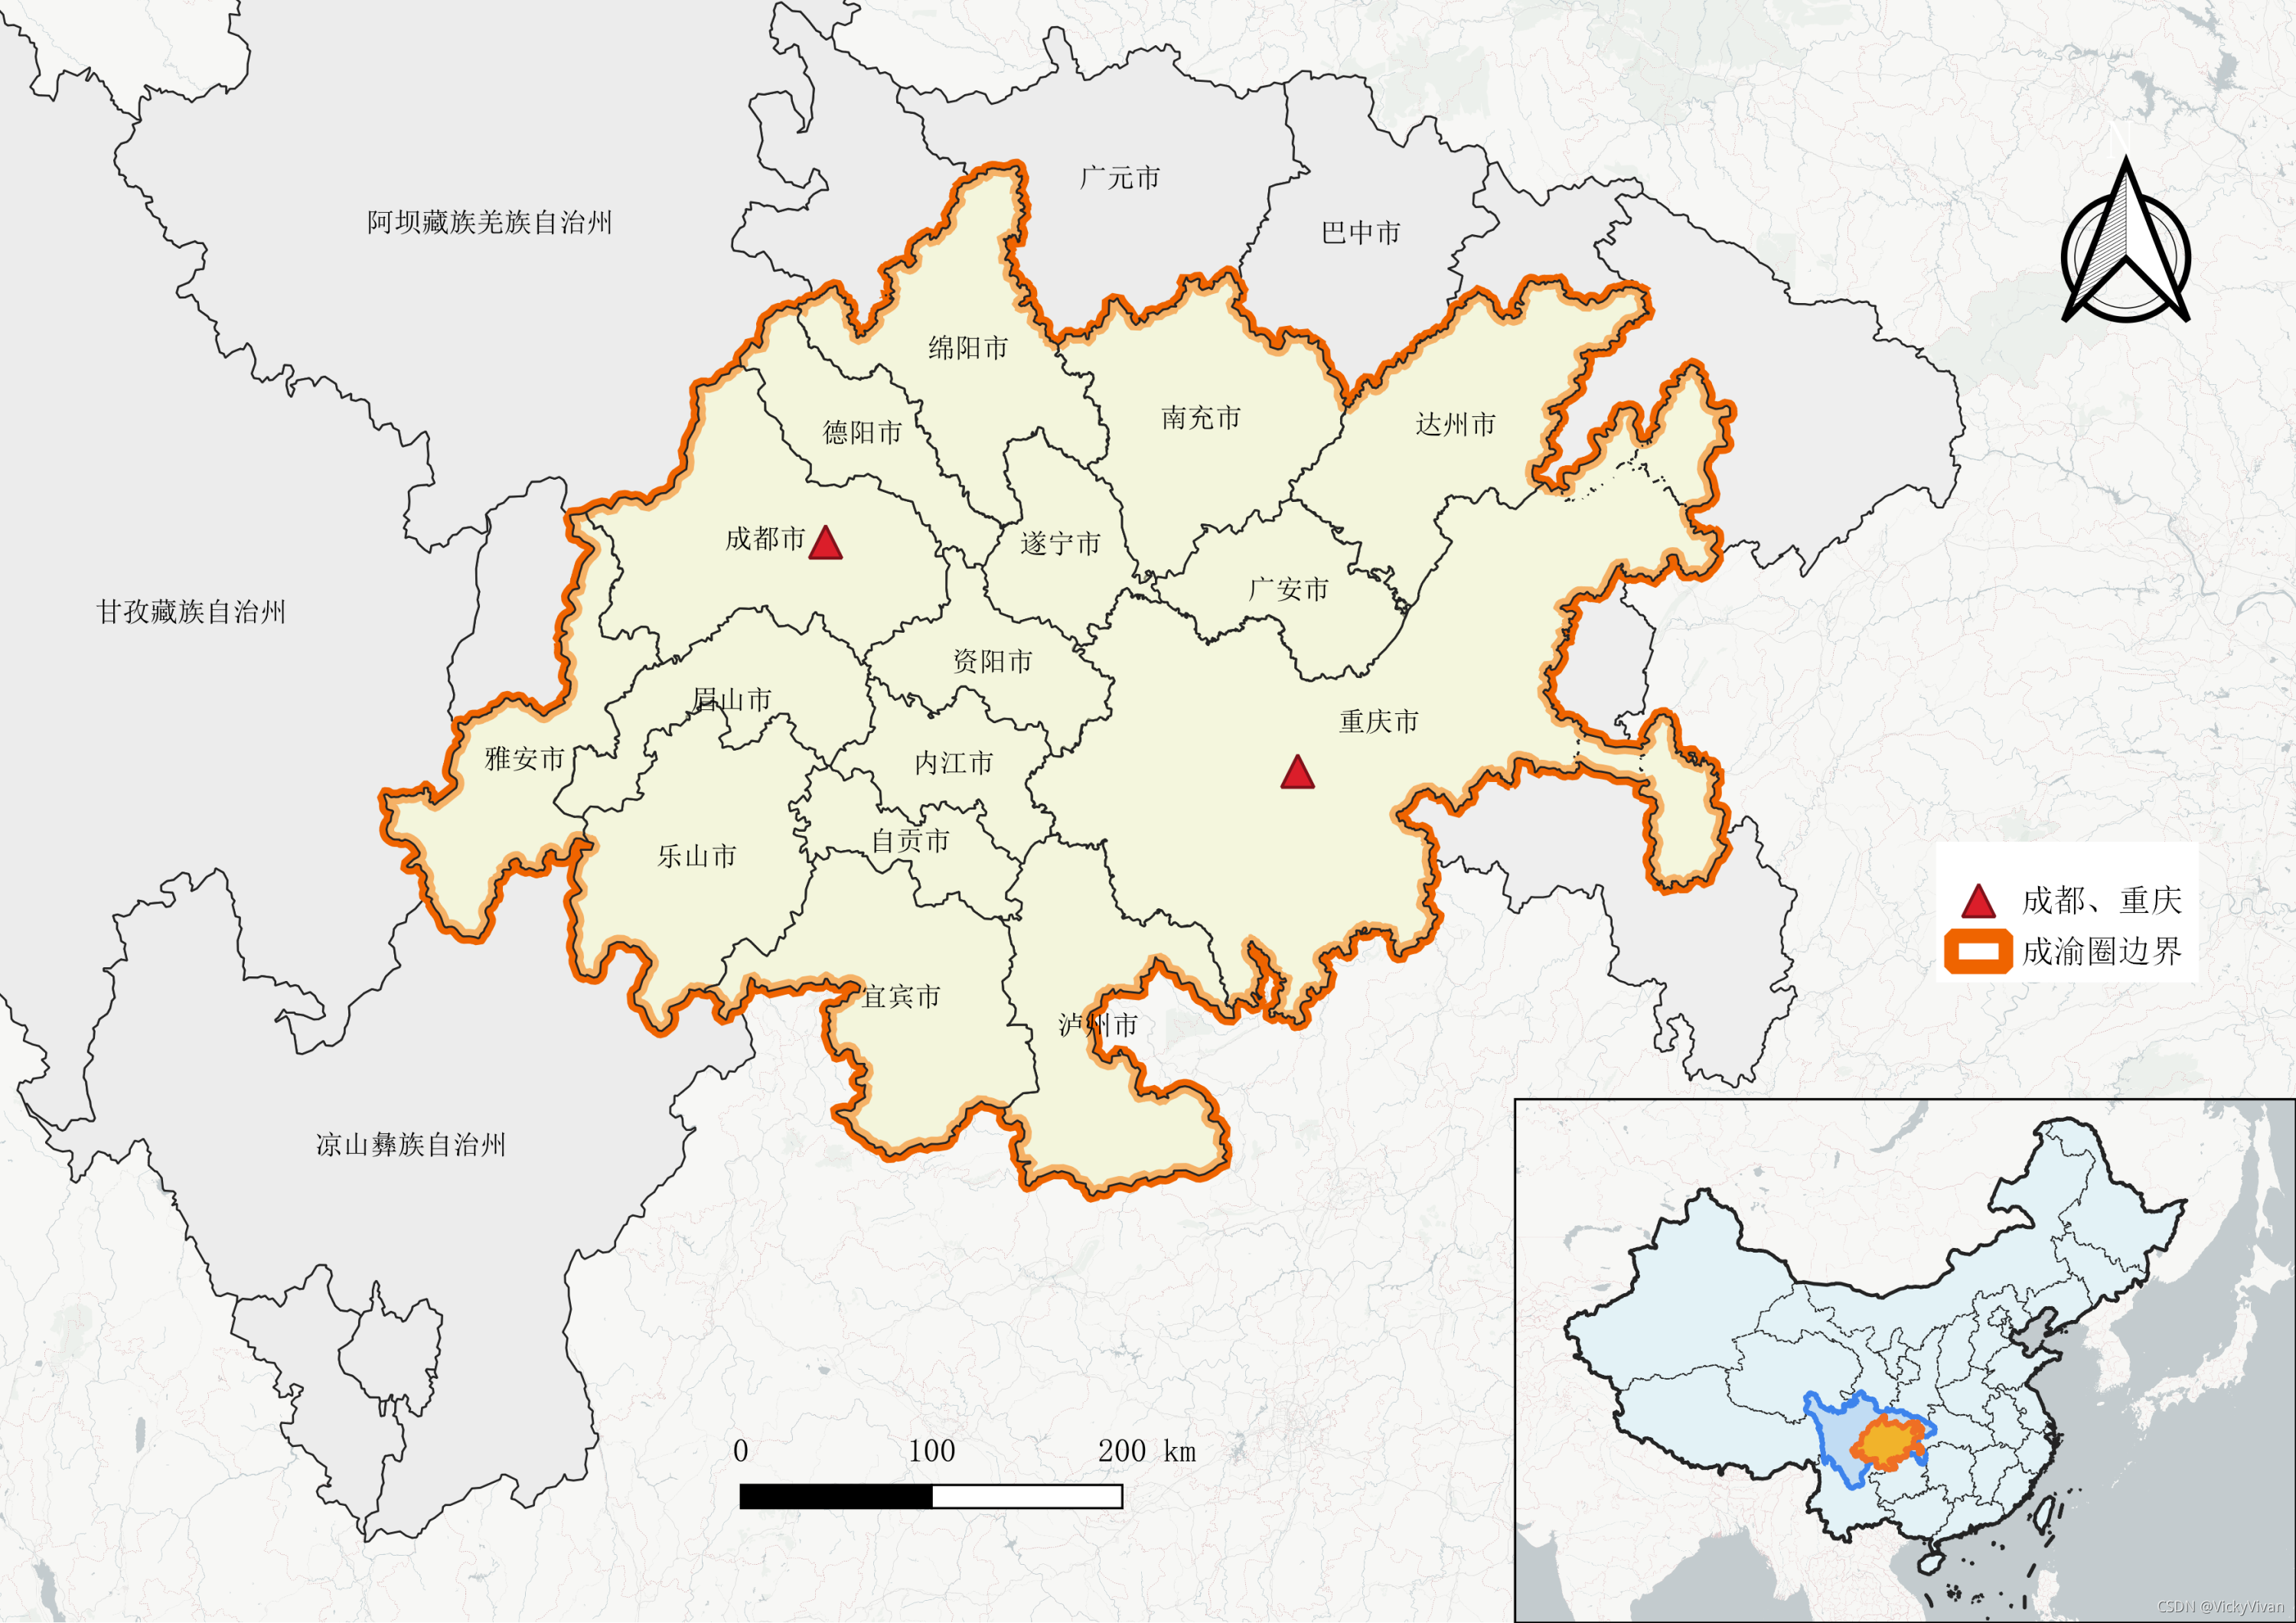 广元市
阿坝藏族羌族自治州
巴中市
绵阳市
南充市
达州市
德阳市
成都市
遂宁市
广安市
甘孜藏族自治州
资阳市
眉山市
重庆市
雅安市
内江市
自贡市
乐山市
成都、重庆
成渝圈边界
宜宾市
泸州市
凉山彝族自治州
0 100 200 km
N
CSDN @VickyVivan